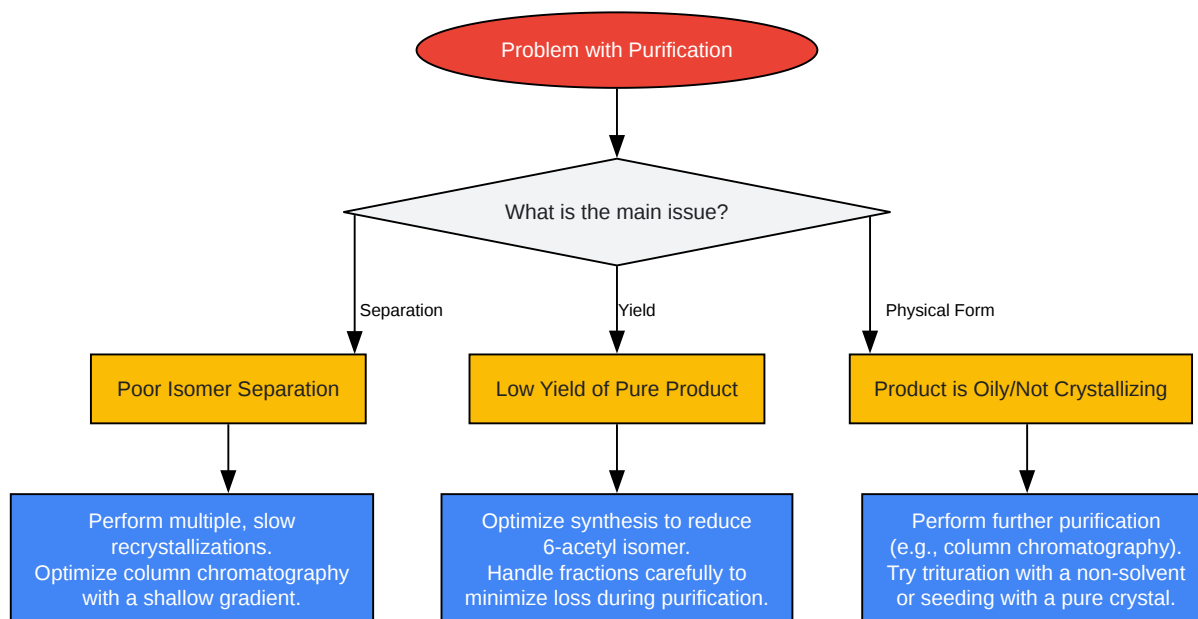 Problem with Purification
What is the main issue?
Separation
Yield
Physical Form
Poor Isomer Separation
Low Yield of Pure Product
Product is Oily/Not Crystallizing
Perform multiple, slow
recrystallizations.
Optimize column chromatography
with a shallow gradient.
Optimize synthesis to reduce
6-acetyl isomer.
Handle fractions carefully to
minimize loss during purification.
Perform further purification
(e.g., column chromatography).
Try trituration with a non-solvent
or seeding with a pure crystal.